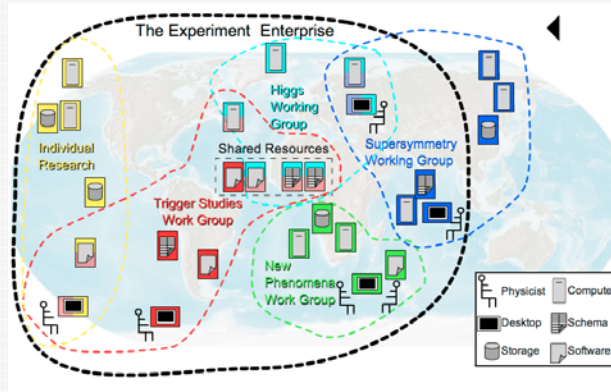 The Experiment Enterprise
Higgs
Working
Group
Individual
Research
Shared Resources
Supersymmetry
Working Group
Trigger Studies
Work Group
New
Phenomena
Work Group
Physicist
Compute
Desktop
Schema
Storage
Software